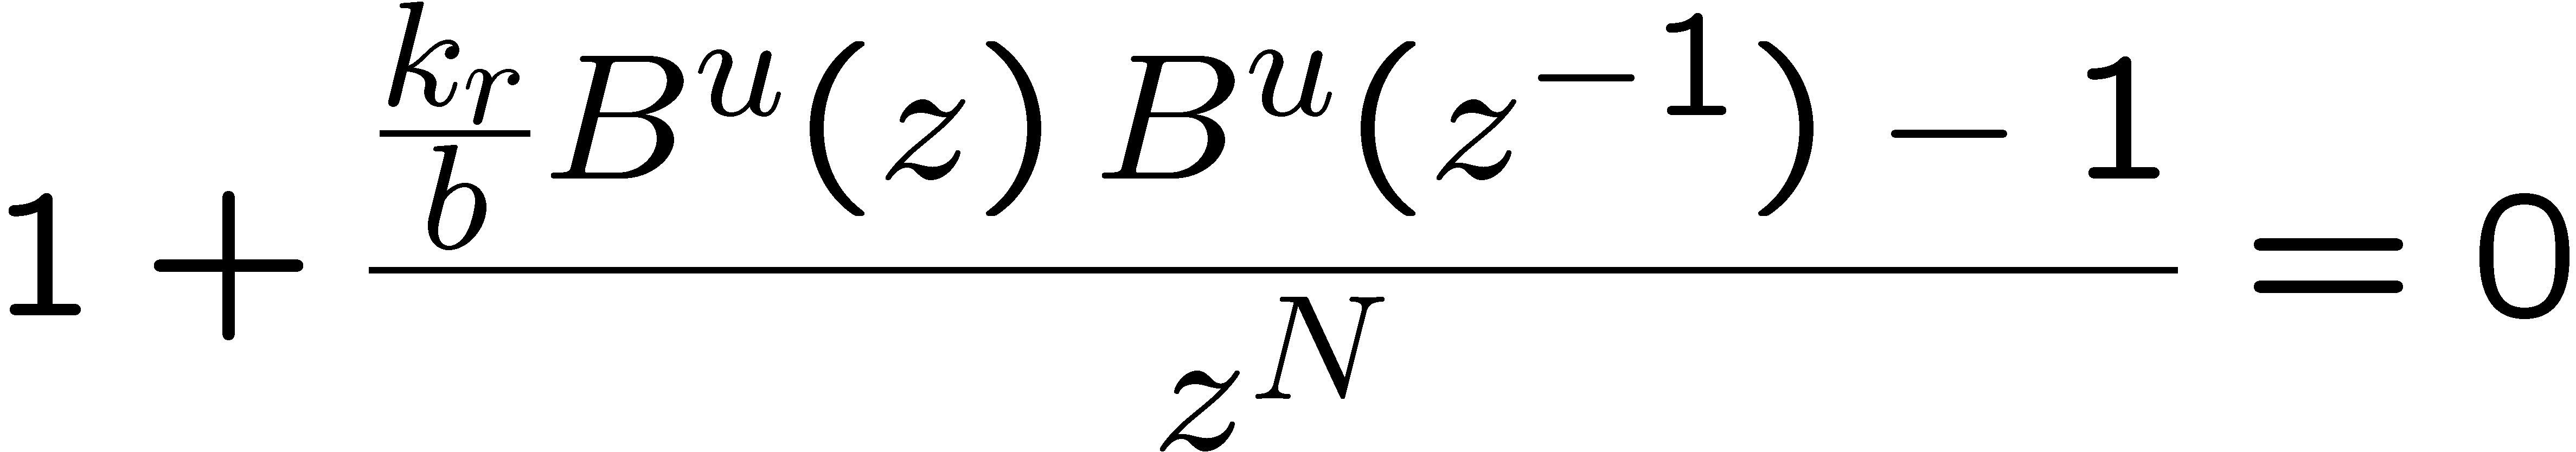 1 + \frac{\frac{k_r}{b} B^u(z) B^u(z^{-1}) - 1}{z^N} = 0